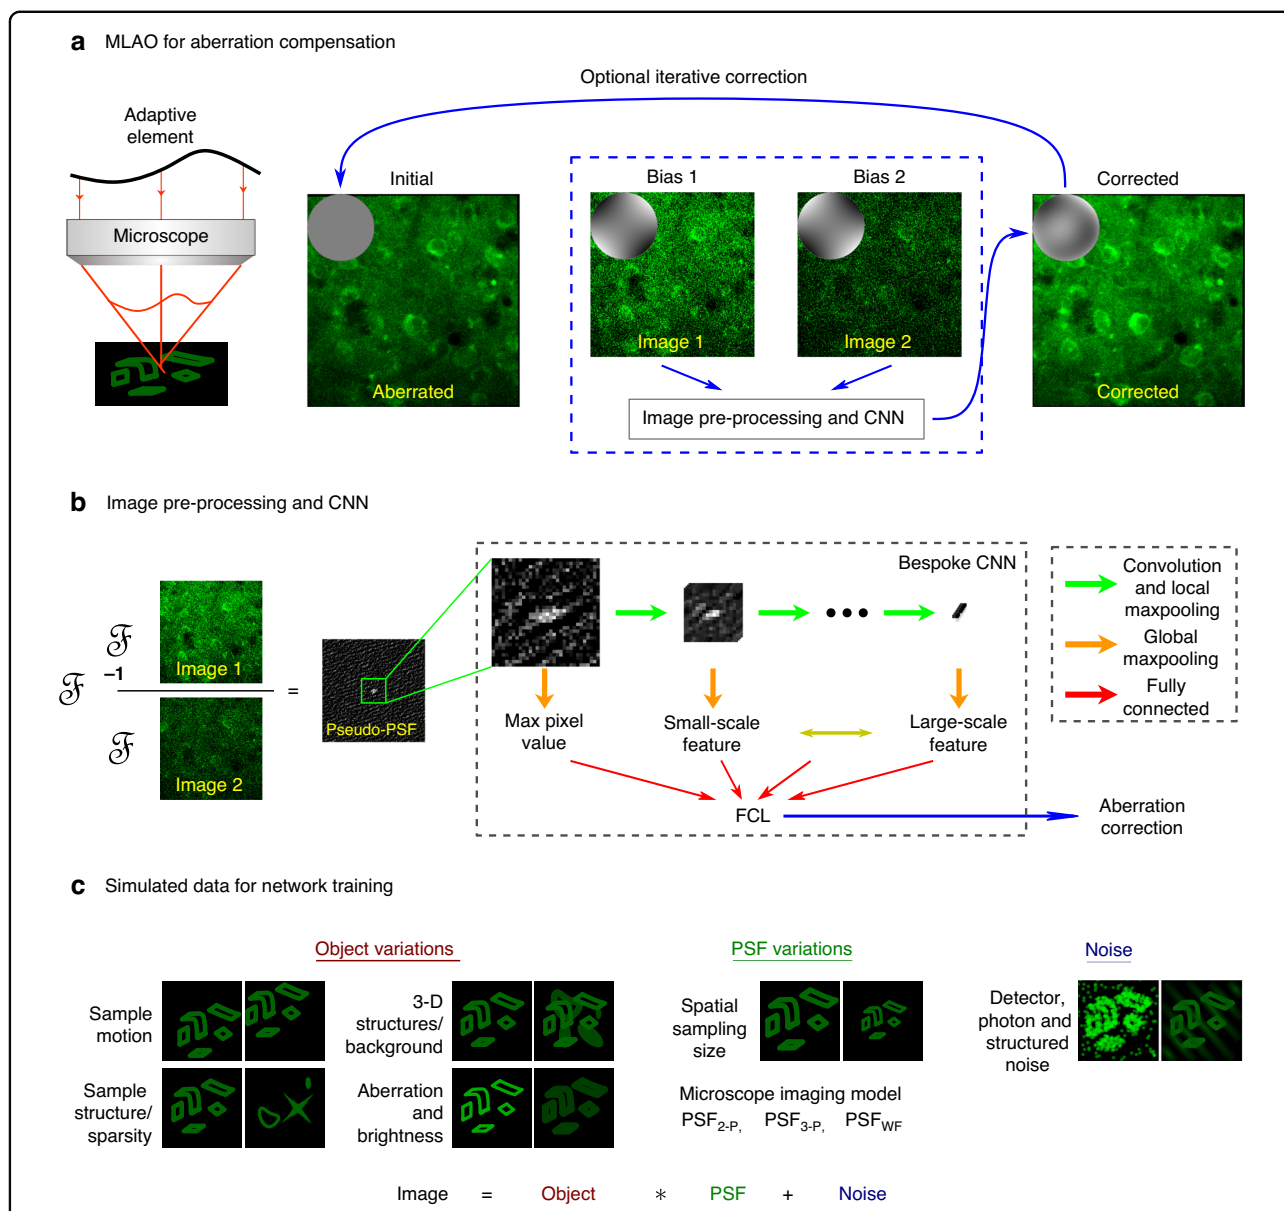 a MLAO for aberration compensation
Optional iterative correction
Adaptive
element
Initial
Bias 1
Bias 2
Corrected
Microscope
Image 1
Image 2
Aberrated
Corrected
Image pre-processing and CNN
b Image pre-processing and CNN
Bespoke CNN
Convolution
and local
maxpooling
Global
maxpooling
Fully
connected
ℱ
Image 1
ℱ −1
=
Pseudo-PSF
ℱ
Image 2
Max pixel
value
Small-scale
feature
Large-scale
feature
FCL
Aberration
correction
c Simulated data for network training
Object variations
PSF variations
Noise
Sample
motion
3-D
structures/
background
Spatial
sampling
size
Detector,
photon and
structured
noise
Sample
structure/
sparsity
Aberration
and
brightness
Microscope imaging model
PSF2-P, PSF3-P, PSFWF
Image = Object * PSF + Noise